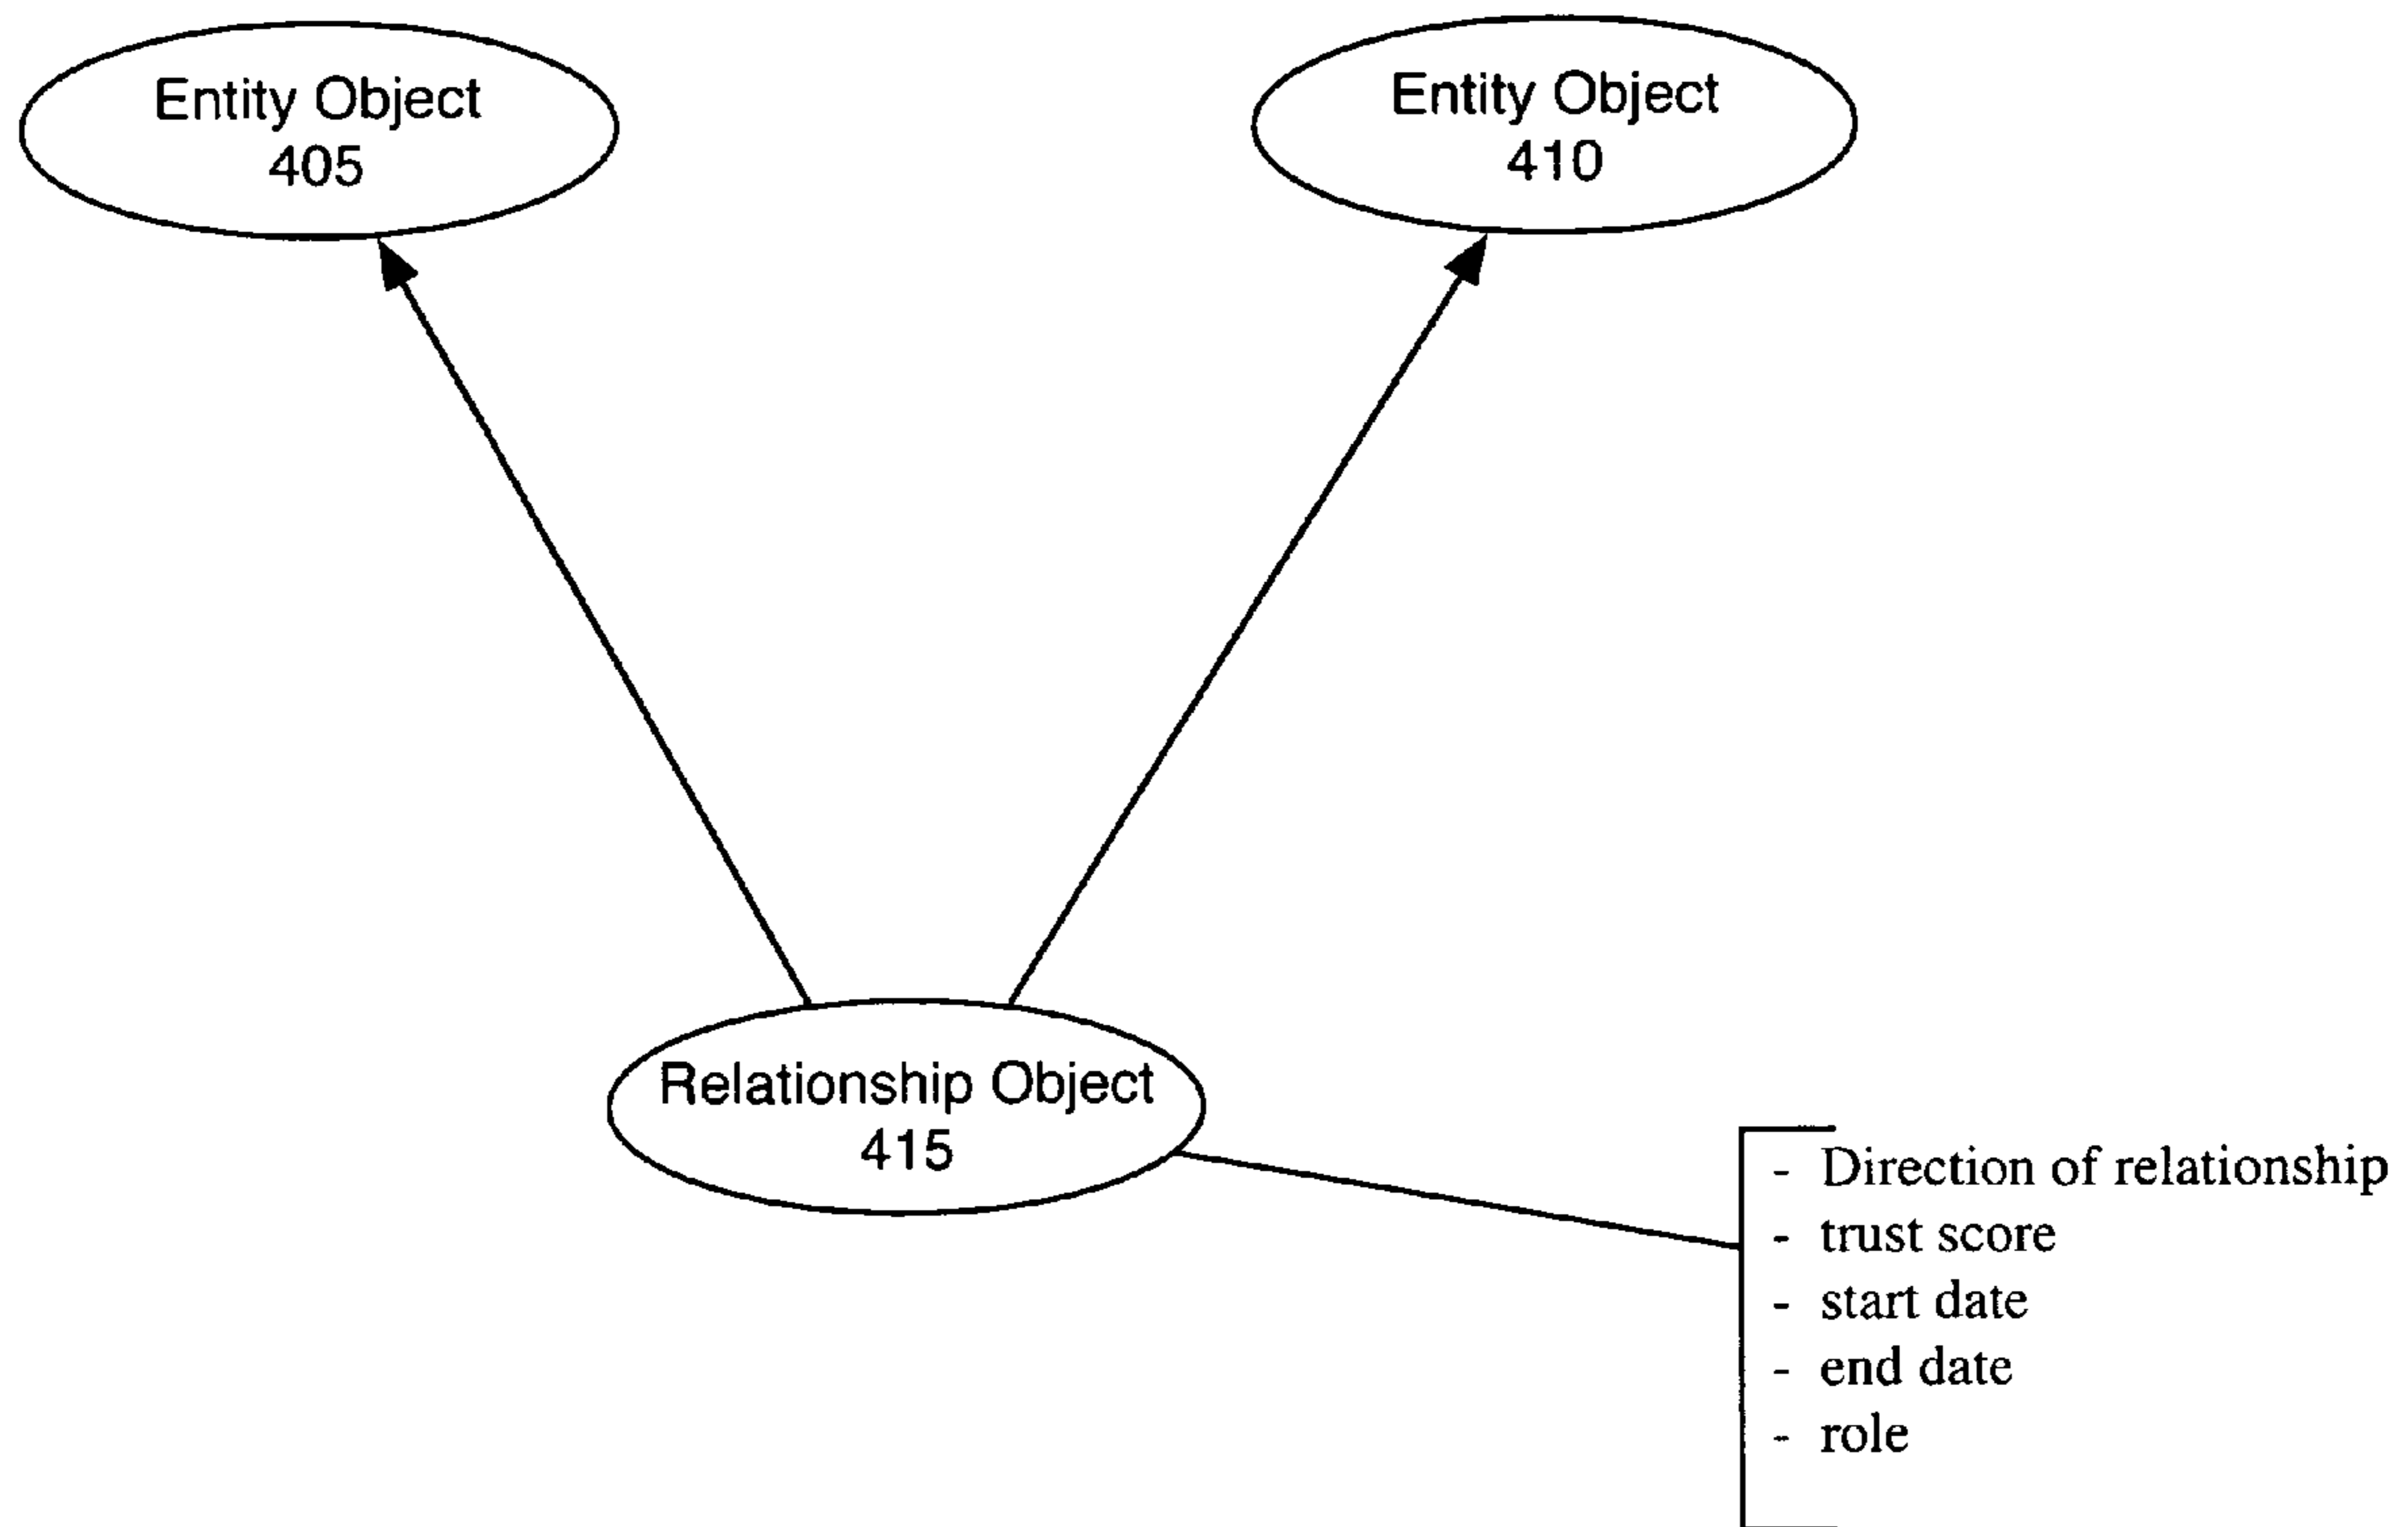 Entity Object
405
Entity Object
410
Relationship Object
415
- Direction of relationship
- trust score
- start date
- end date
- role